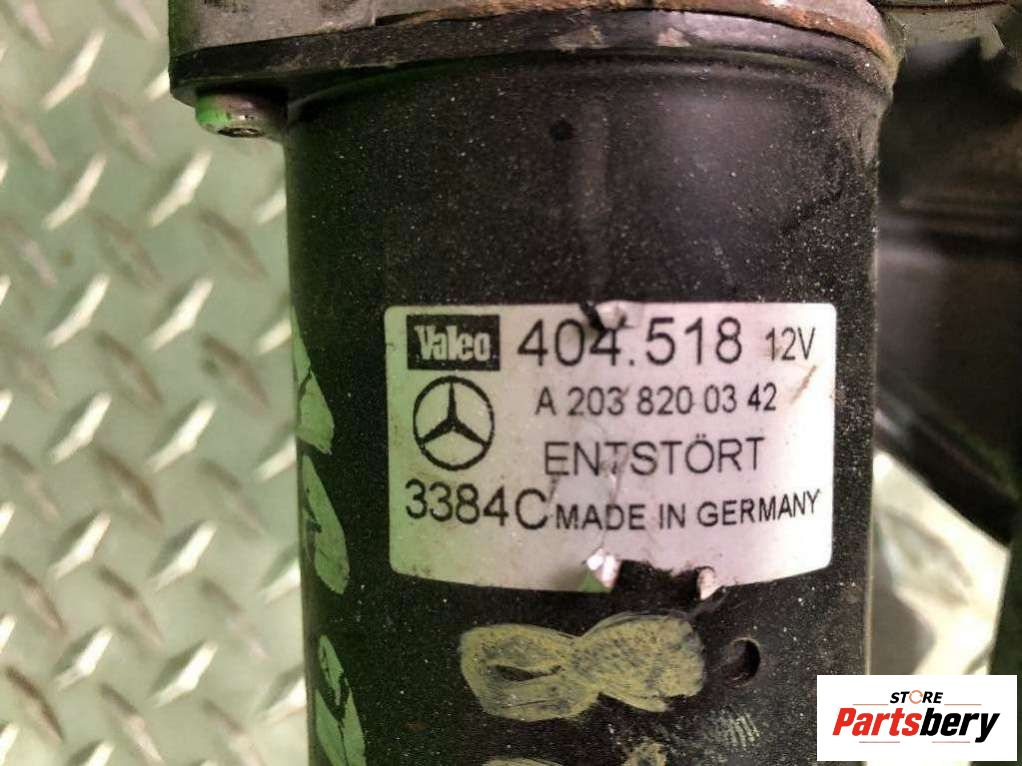 Valeo 404.518 12V
A 203 820 03 42
ENTSTÖRT
3384C MADE IN GERMANY
STORE
Partsbery